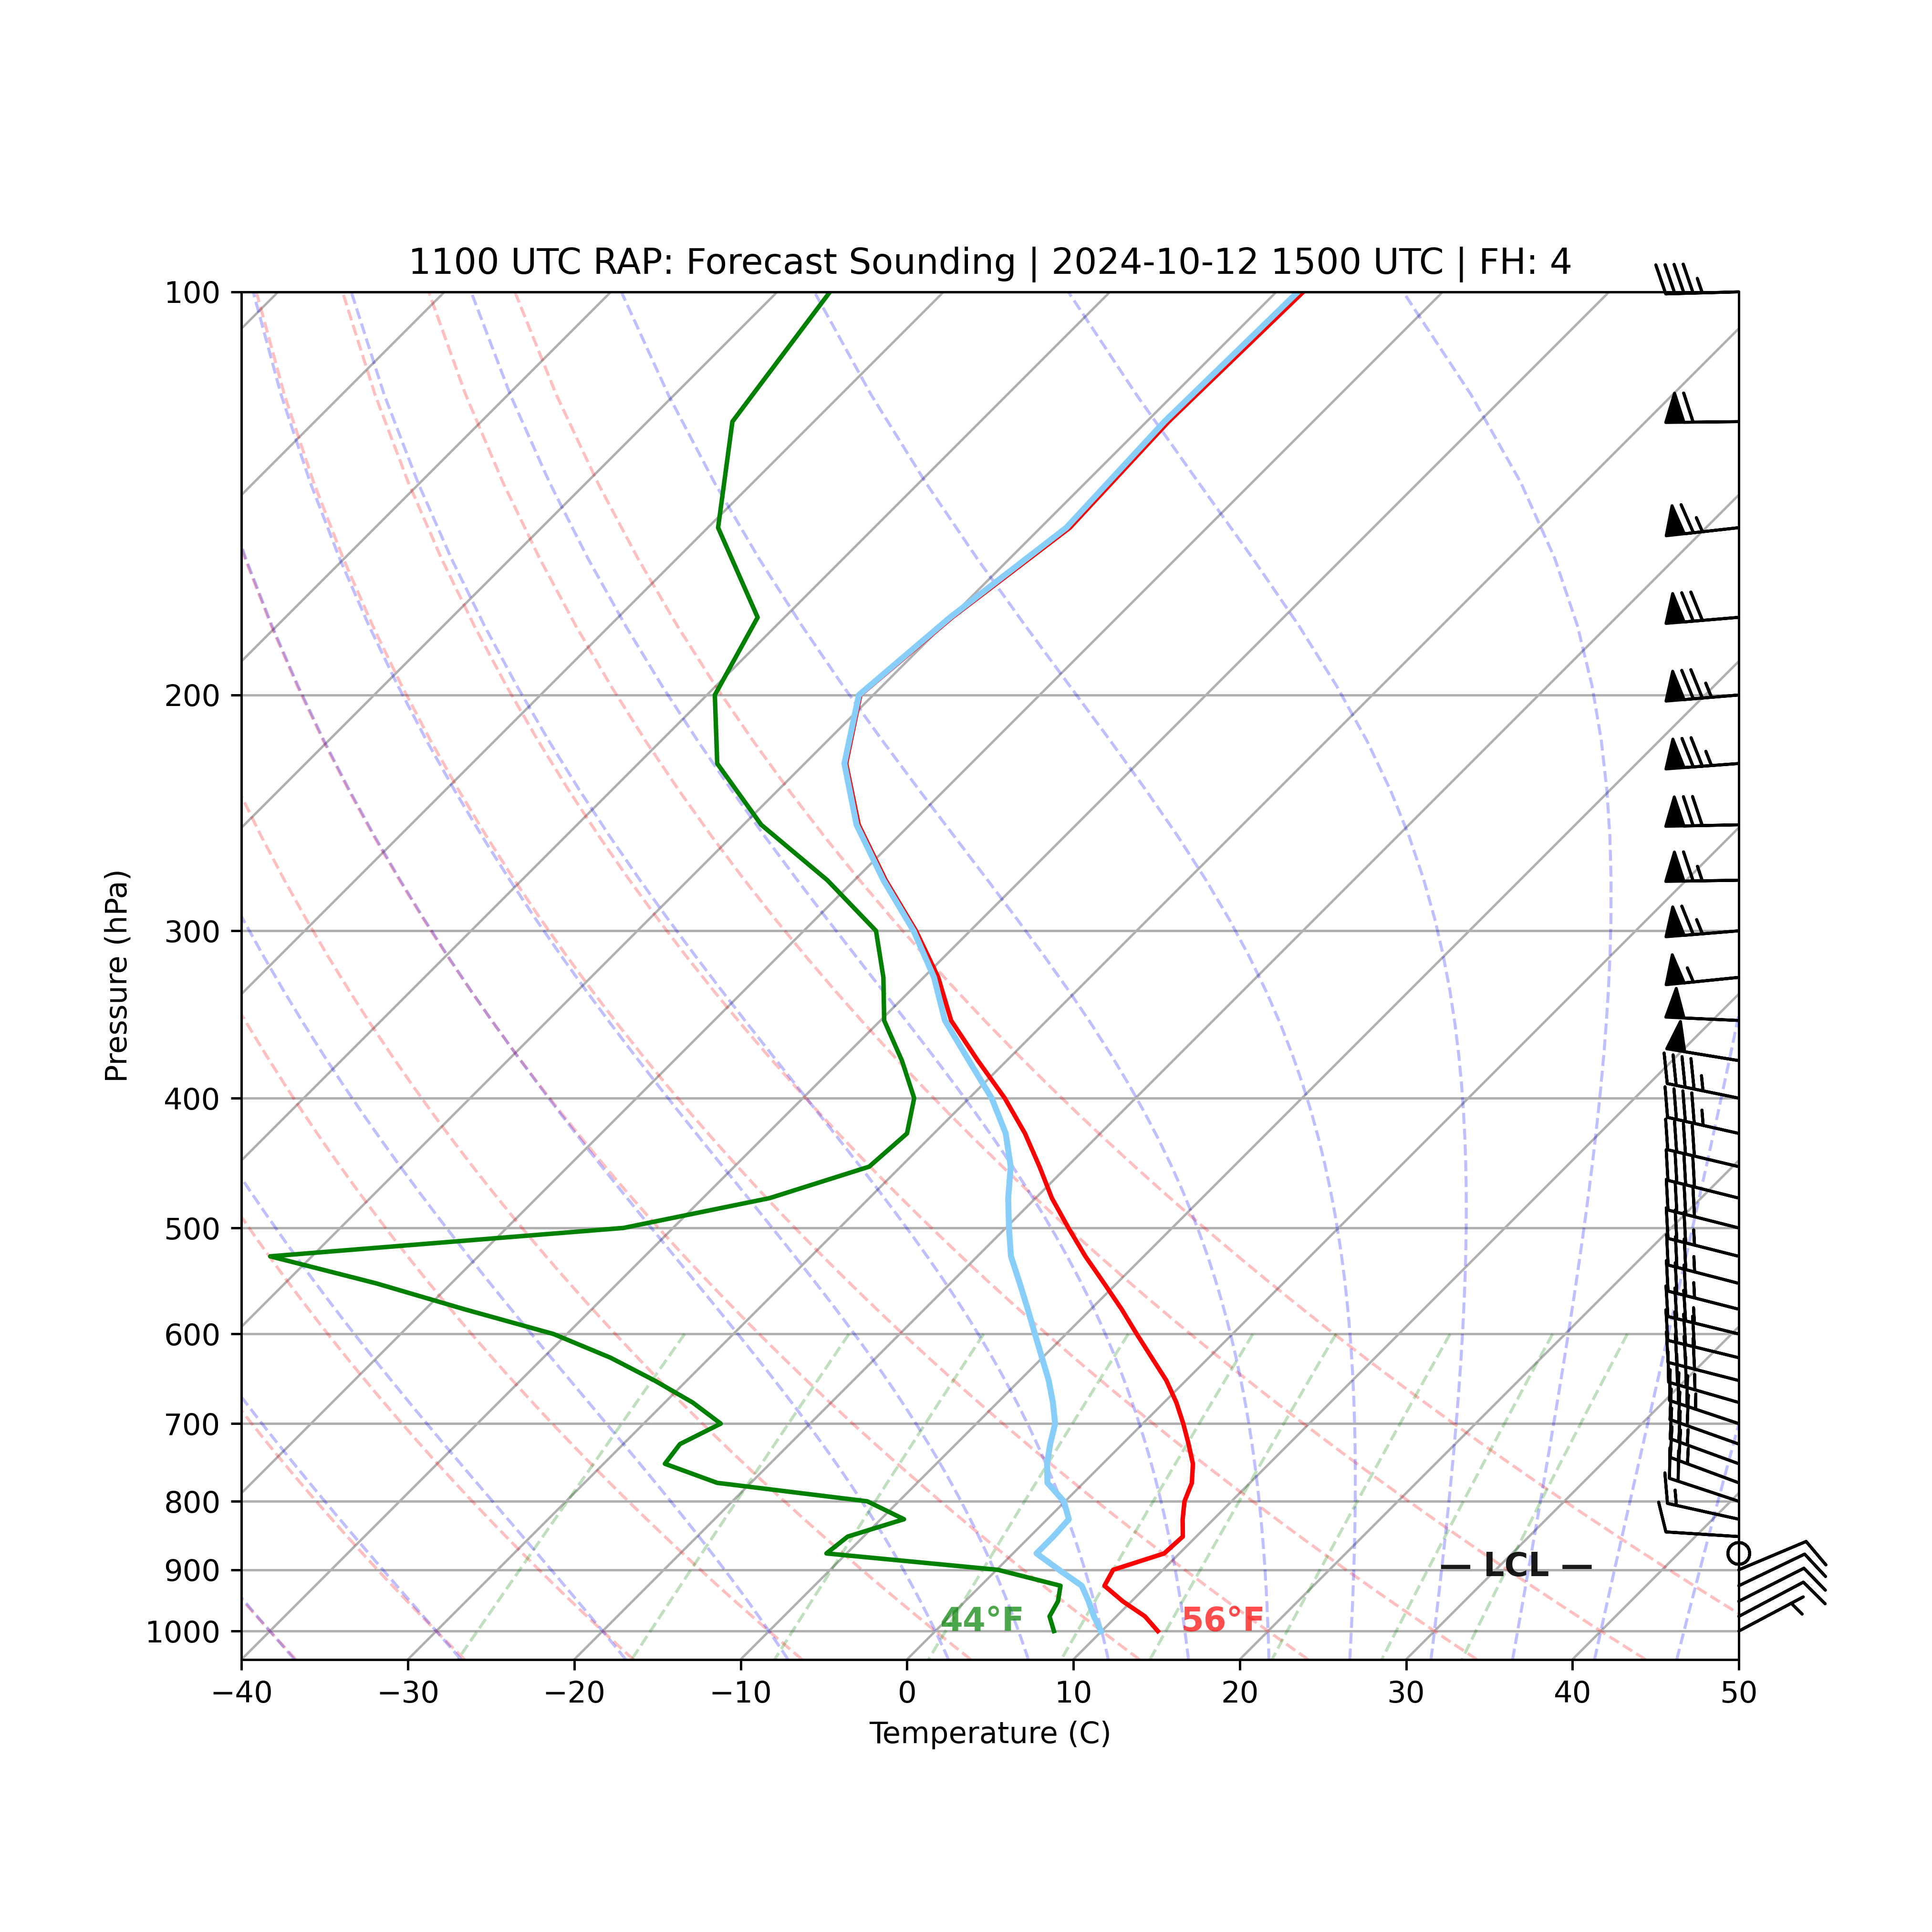 1100 UTC RAP: Forecast Sounding | 2024-10-12 1500 UTC | FH: 4
100
200
300
400
500
600
700
800
900
1000
Pressure (hPa)
— LCL —
44°F
56°F
−40 −30 −20 −10 0 10 20 30 40 50
Temperature (C)